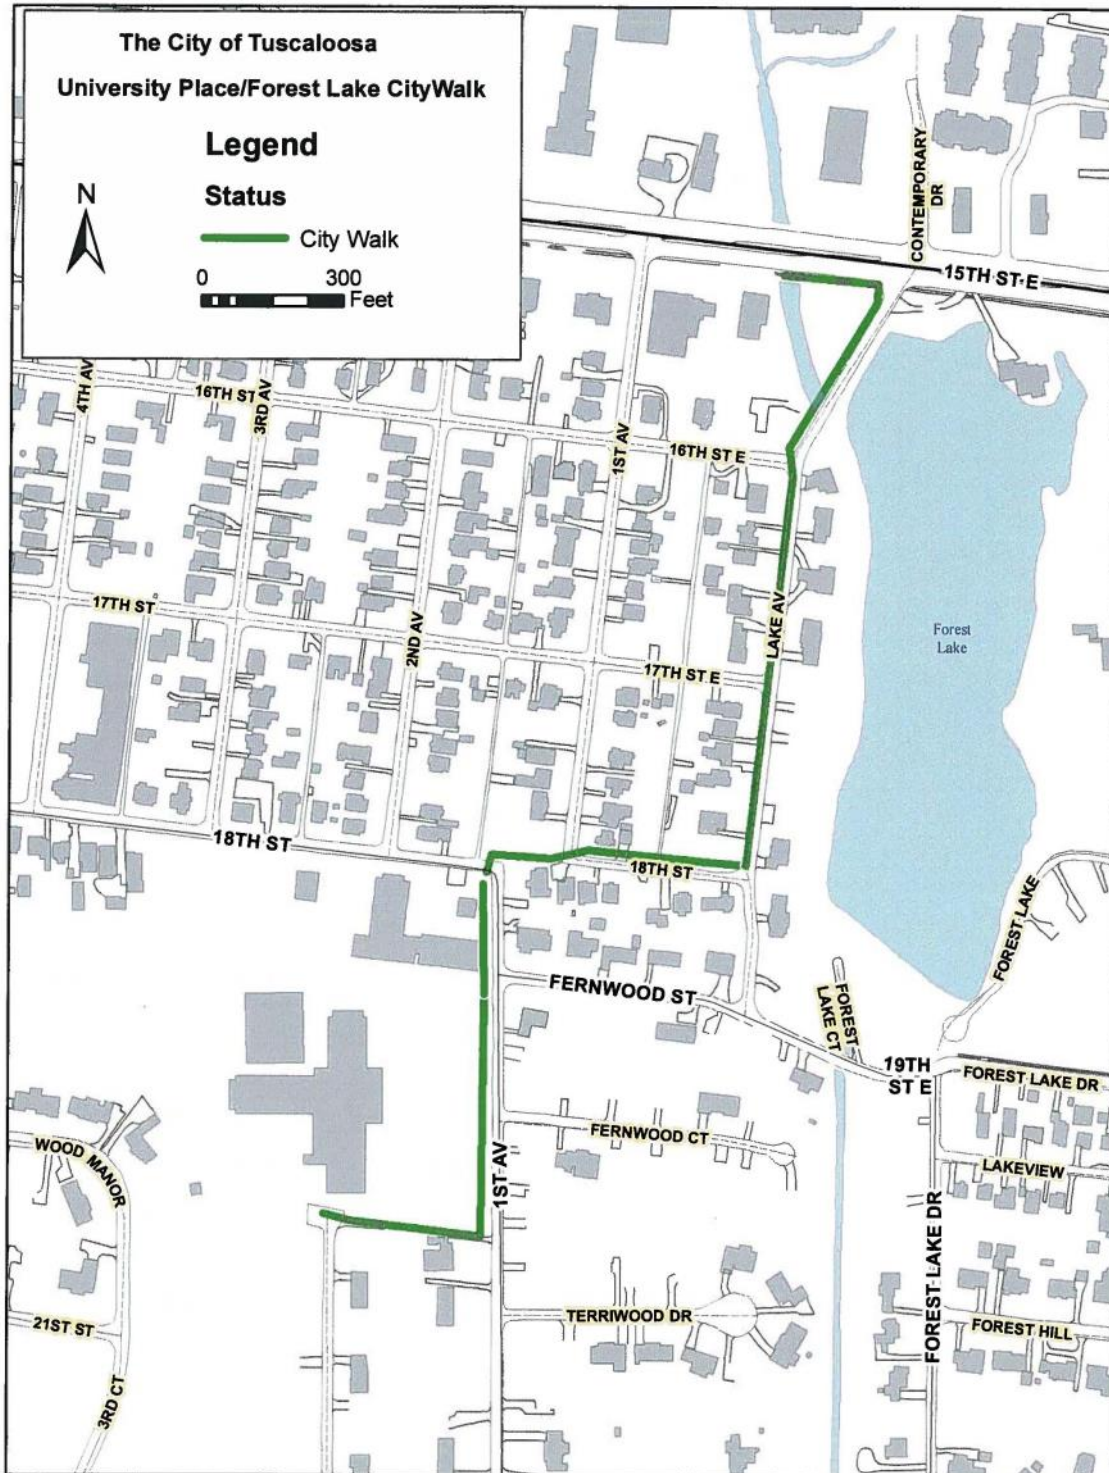 The City of Tuscaloosa
University Place/Forest Lake CityWalk
Legend
N
Status
City Walk
0 300
Feet
CONTEMPORARY
DR
15TH ST E
4TH AV
16TH ST
3RD AV
1ST AV
16TH ST E
17TH ST
2ND AV
LAKE AV
17TH ST E
Forest
Lake
18TH ST
18TH ST
FOREST LAKE
FERNWOOD ST
FOREST
LAKE CT
19TH
ST E
FOREST LAKE DR
FERNWOOD CT
WOOD MANOR
LAKEVIEW
1ST AV
FOREST LAKE DR
TERRIWOOD DR
21ST ST
FOREST HILL
3RD CT